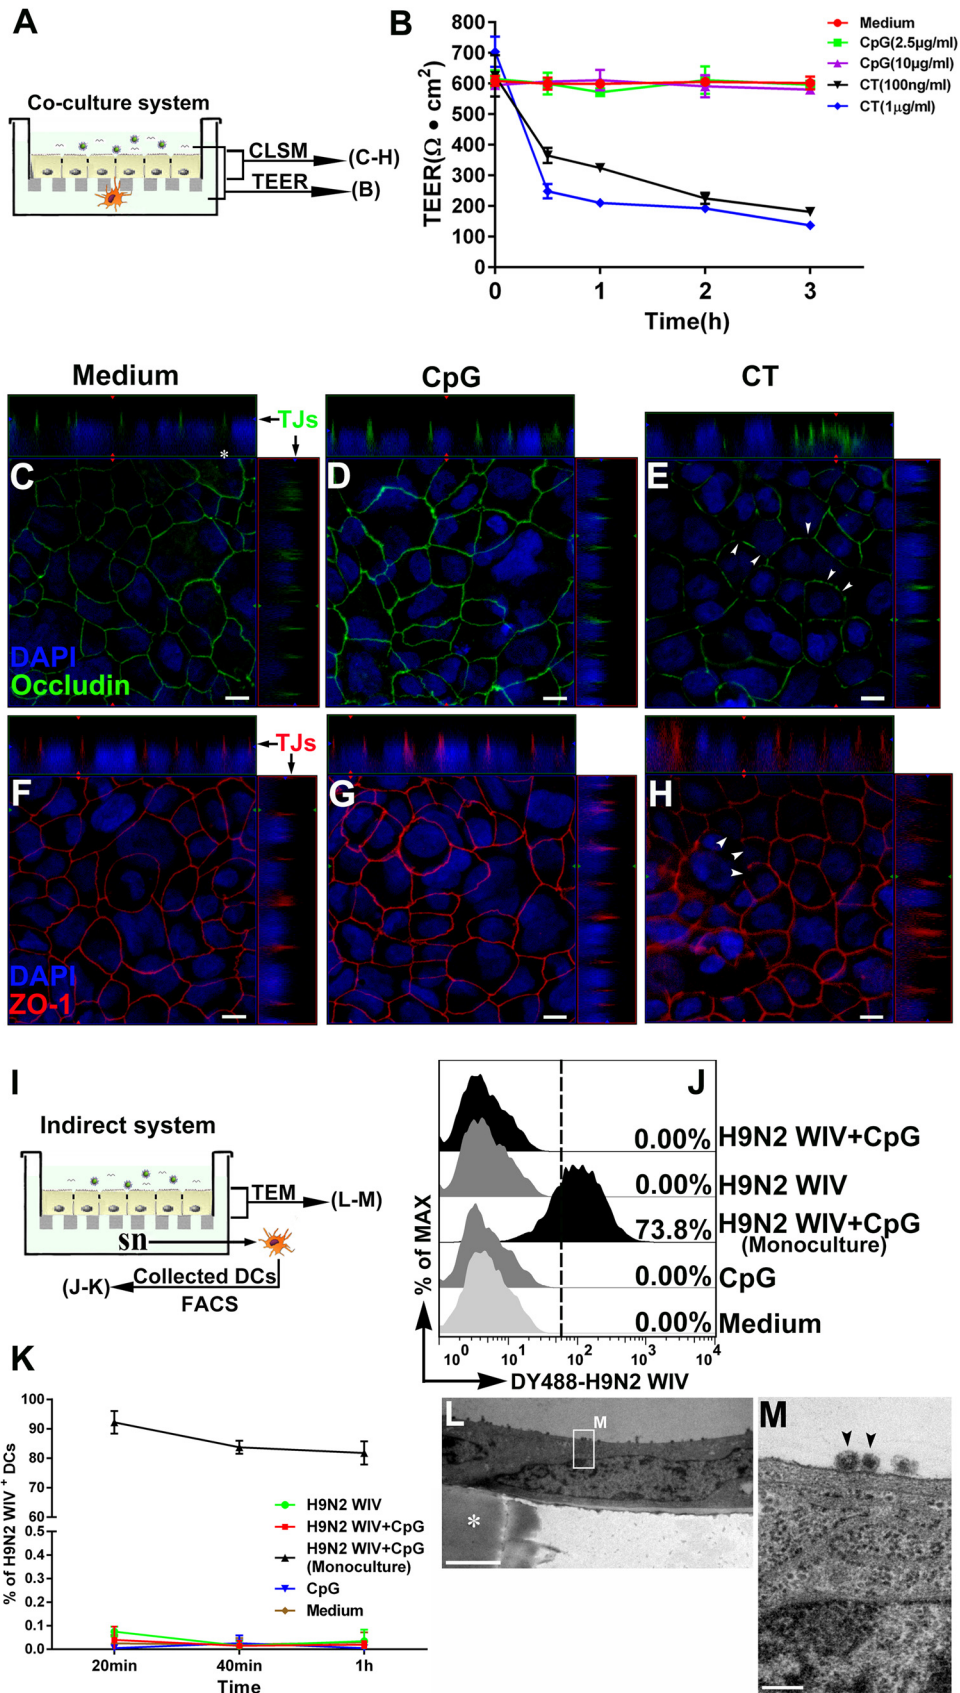 A
Co-culture system
CLSM
(C-H)
TEER
(B)
B
TEER(Ω • cm²)
800
700
600
500
400
300
200
100
0
0
1
2
3
Time(h)
Medium
CpG(2.5µg/ml)
CpG(10µg/ml)
CT(100ng/ml)
CT(1µg/ml)
Medium
CpG
CT
TJs
*
C
D
E
DAPI
Occludin
TJs
F
G
H
DAPI
ZO-1
I
Indirect system
TEM
(L-M)
sn
(J-K)
Collected DCs
FACS
J
% of MAX
0.00% H9N2 WIV+CpG
0.00% H9N2 WIV
73.8% H9N2 WIV+CpG
(Monoculture)
0.00% CpG
0.00% Medium
10⁰ 10¹ 10² 10³ 10⁴
DY488-H9N2 WIV
K
% of H9N2 WIV⁺ DCs
100
90
80
70
60
0.5
0.4
0.3
0.2
0.1
0.0
20min
40min
1h
Time
H9N2 WIV
H9N2 WIV+CpG
H9N2 WIV+CpG
(Monoculture)
CpG
Medium
L
M
*
M